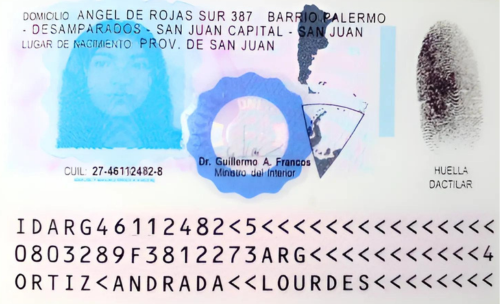 DOMICILIO ANGEL DE ROJAS SUR 387 BARRIO PALERMO
- DESAMPARADOS - SAN JUAN CAPITAL - SAN JUAN
LUGAR DE NACIMIENTO PROV. DE SAN JUAN
CUIL: 27-46112482-8
Dr. Guillermo A. Francos
Ministro del Interior
HUELLA
DACTILAR
IDARG46112482<5<<<<<<<<<<<<<<<
0803289F3812273ARG<<<<<<<<<<<4
ORTIZ<ANDRADA<<LOURDES<<<<<<<<